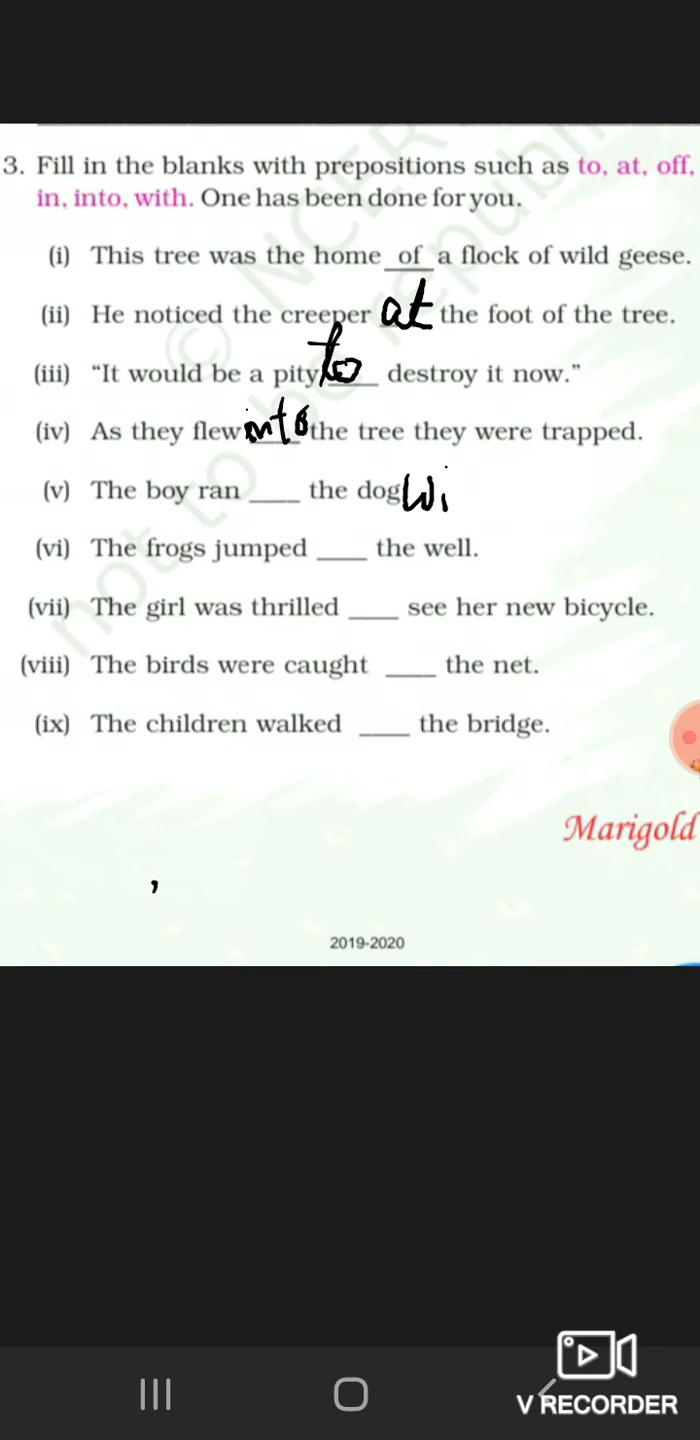 3. Fill in the blanks with prepositions such as to, at, off,
in, into, with. One has been done for you.
(i) This tree was the home of a flock of wild geese.
(ii) He noticed the creeper at the foot of the tree.
(iii) “It would be a pity to destroy it now.”
(iv) As they flew into the tree they were trapped.
(v) The boy ran ____ the dog wi
(vi) The frogs jumped ____ the well.
(vii) The girl was thrilled ____ see her new bicycle.
(viii) The birds were caught ____ the net.
(ix) The children walked ____ the bridge.
Marigold
,
2019-2020
V RECORDER